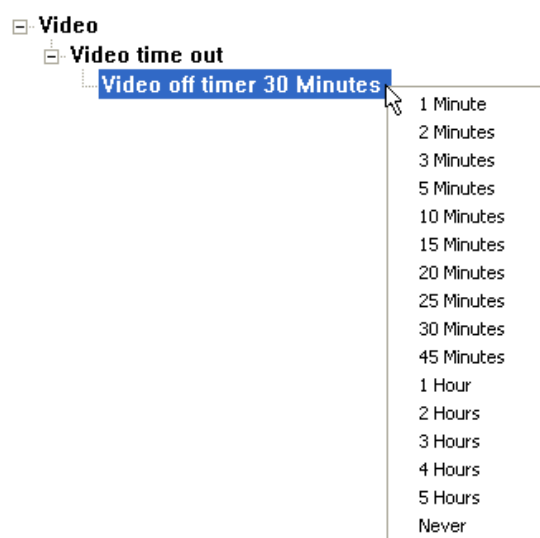 Video
Video time out
Video off timer 30 Minutes
1 Minute
2 Minutes
3 Minutes
5 Minutes
10 Minutes
15 Minutes
20 Minutes
25 Minutes
30 Minutes
45 Minutes
1 Hour
2 Hours
3 Hours
4 Hours
5 Hours
Never